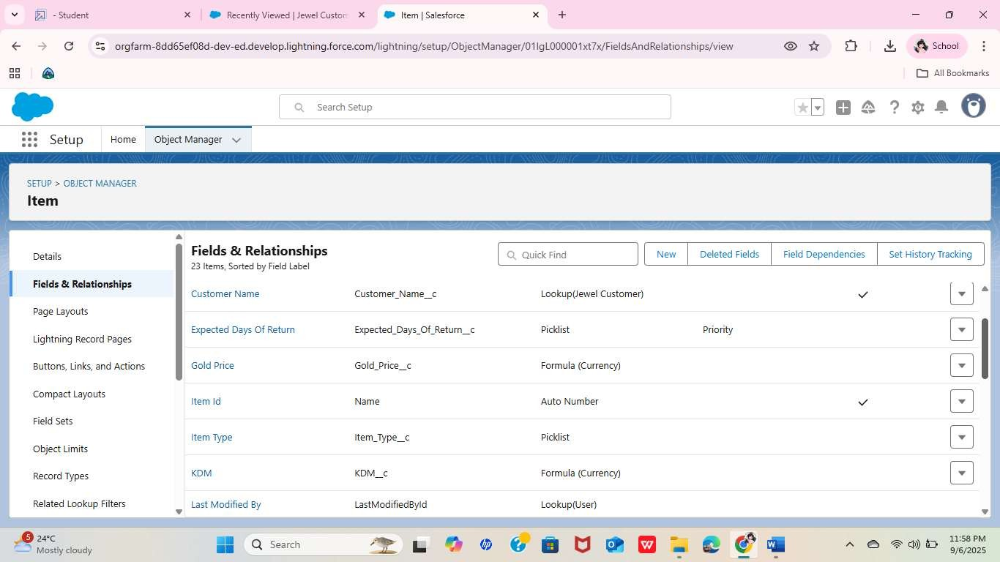 - Student
Recently Viewed | Jewel Custom
Item | Salesforce
orgfarm-8dd65ef08d-dev-ed.develop.lightning.force.com/lightning/setup/ObjectManager/01IgL000001xt7x/FieldsAndRelationships/view
School
All Bookmarks
Search Setup
Setup
Home
Object Manager
SETUP > OBJECT MANAGER
Item
Details
Fields & Relationships
Page Layouts
Lightning Record Pages
Buttons, Links, and Actions
Compact Layouts
Field Sets
Object Limits
Record Types
Related Lookup Filters
Fields & Relationships
23 Items, Sorted by Field Label
Quick Find
New
Deleted Fields
Field Dependencies
Set History Tracking
Customer Name Customer_Name__c Lookup(Jewel Customer)
Expected Days Of Return Expected_Days_Of_Return__c Picklist Priority
Gold Price Gold_Price__c Formula (Currency)
Item Id Name Auto Number
Item Type Item_Type__c Picklist
KDM KDM__c Formula (Currency)
Last Modified By LastModifiedById Lookup(User)
5
24°C
Mostly cloudy
Search
11:58 PM
9/6/2025